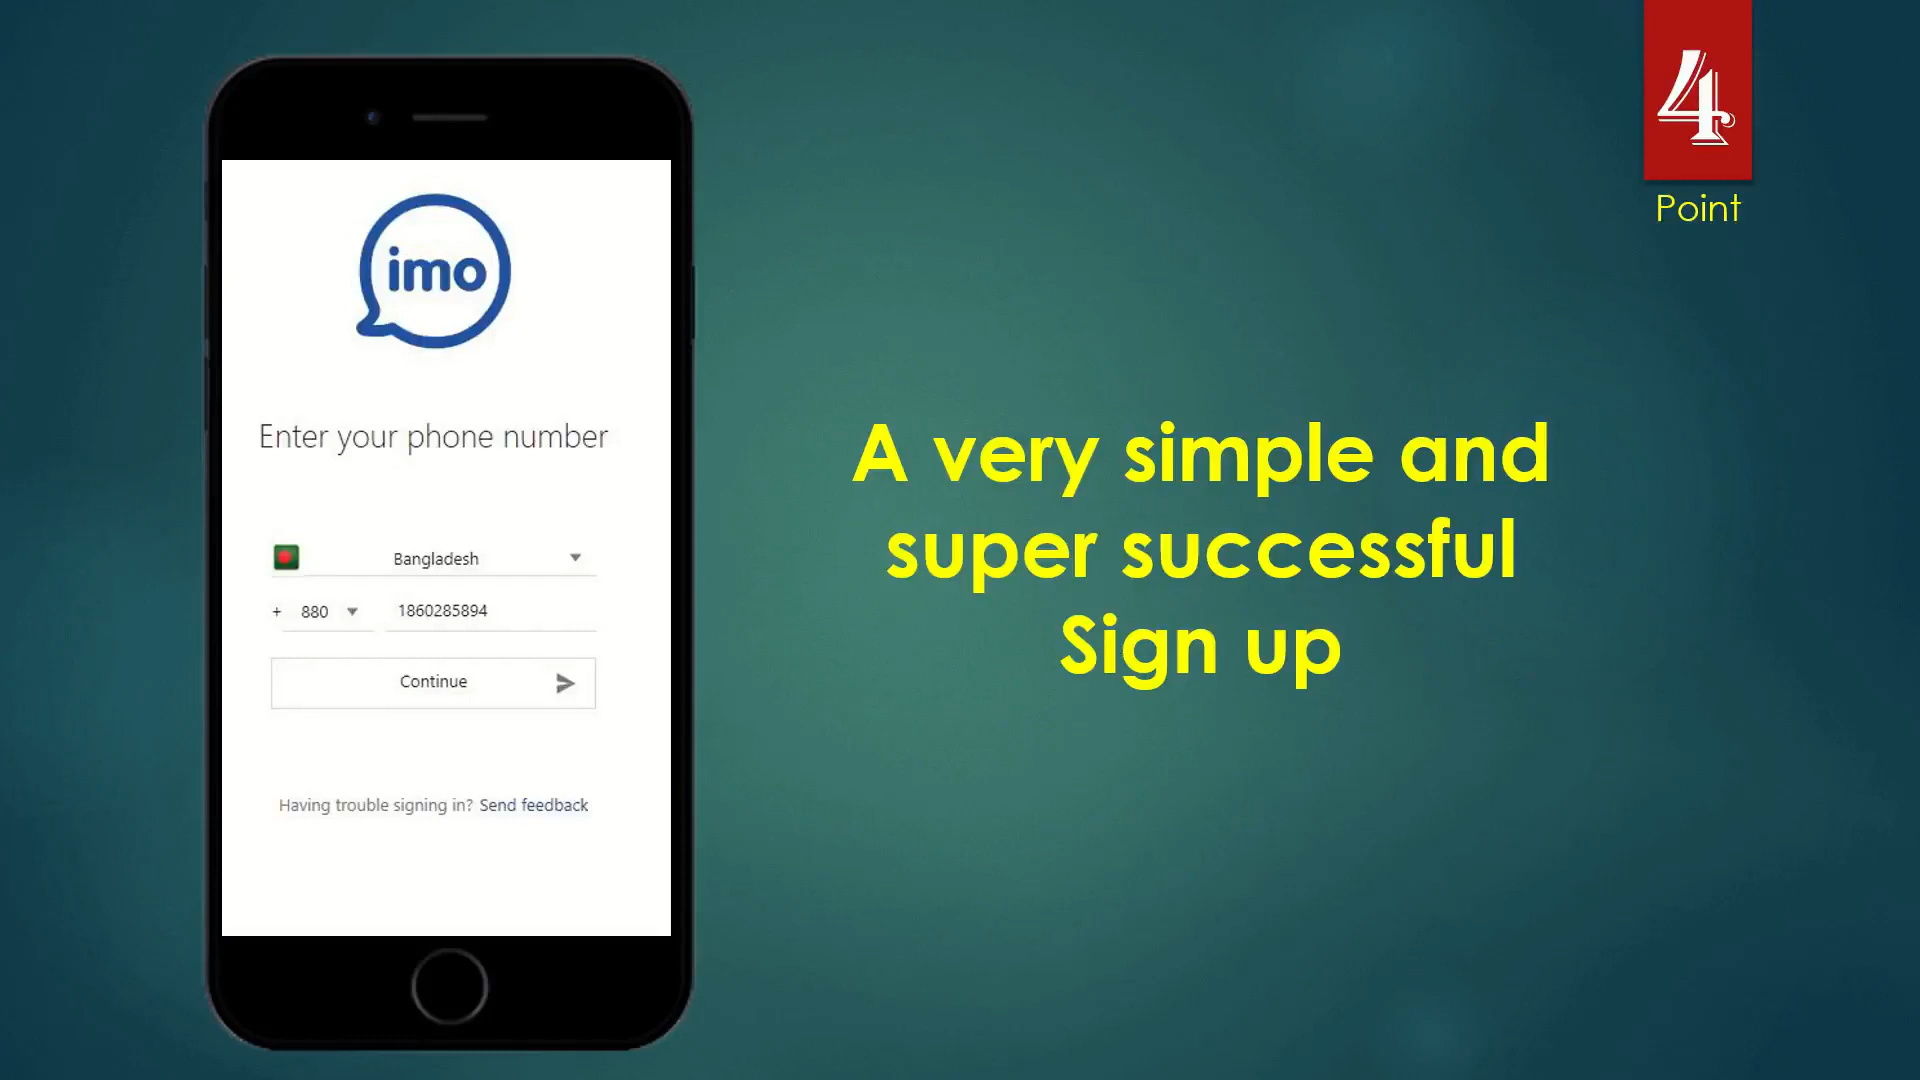 4
Point
imo
Enter your phone number
Bangladesh
+ 880 1860285894
Continue
Having trouble signing in? Send feedback
A very simple and
super successful
Sign up